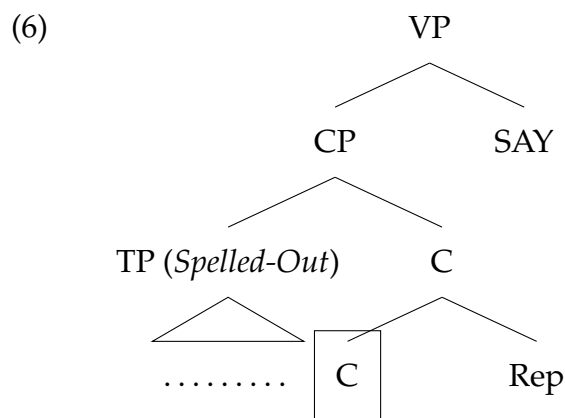 (6) VP
CP SAY
TP (Spelled-Out) C
......... C Rep